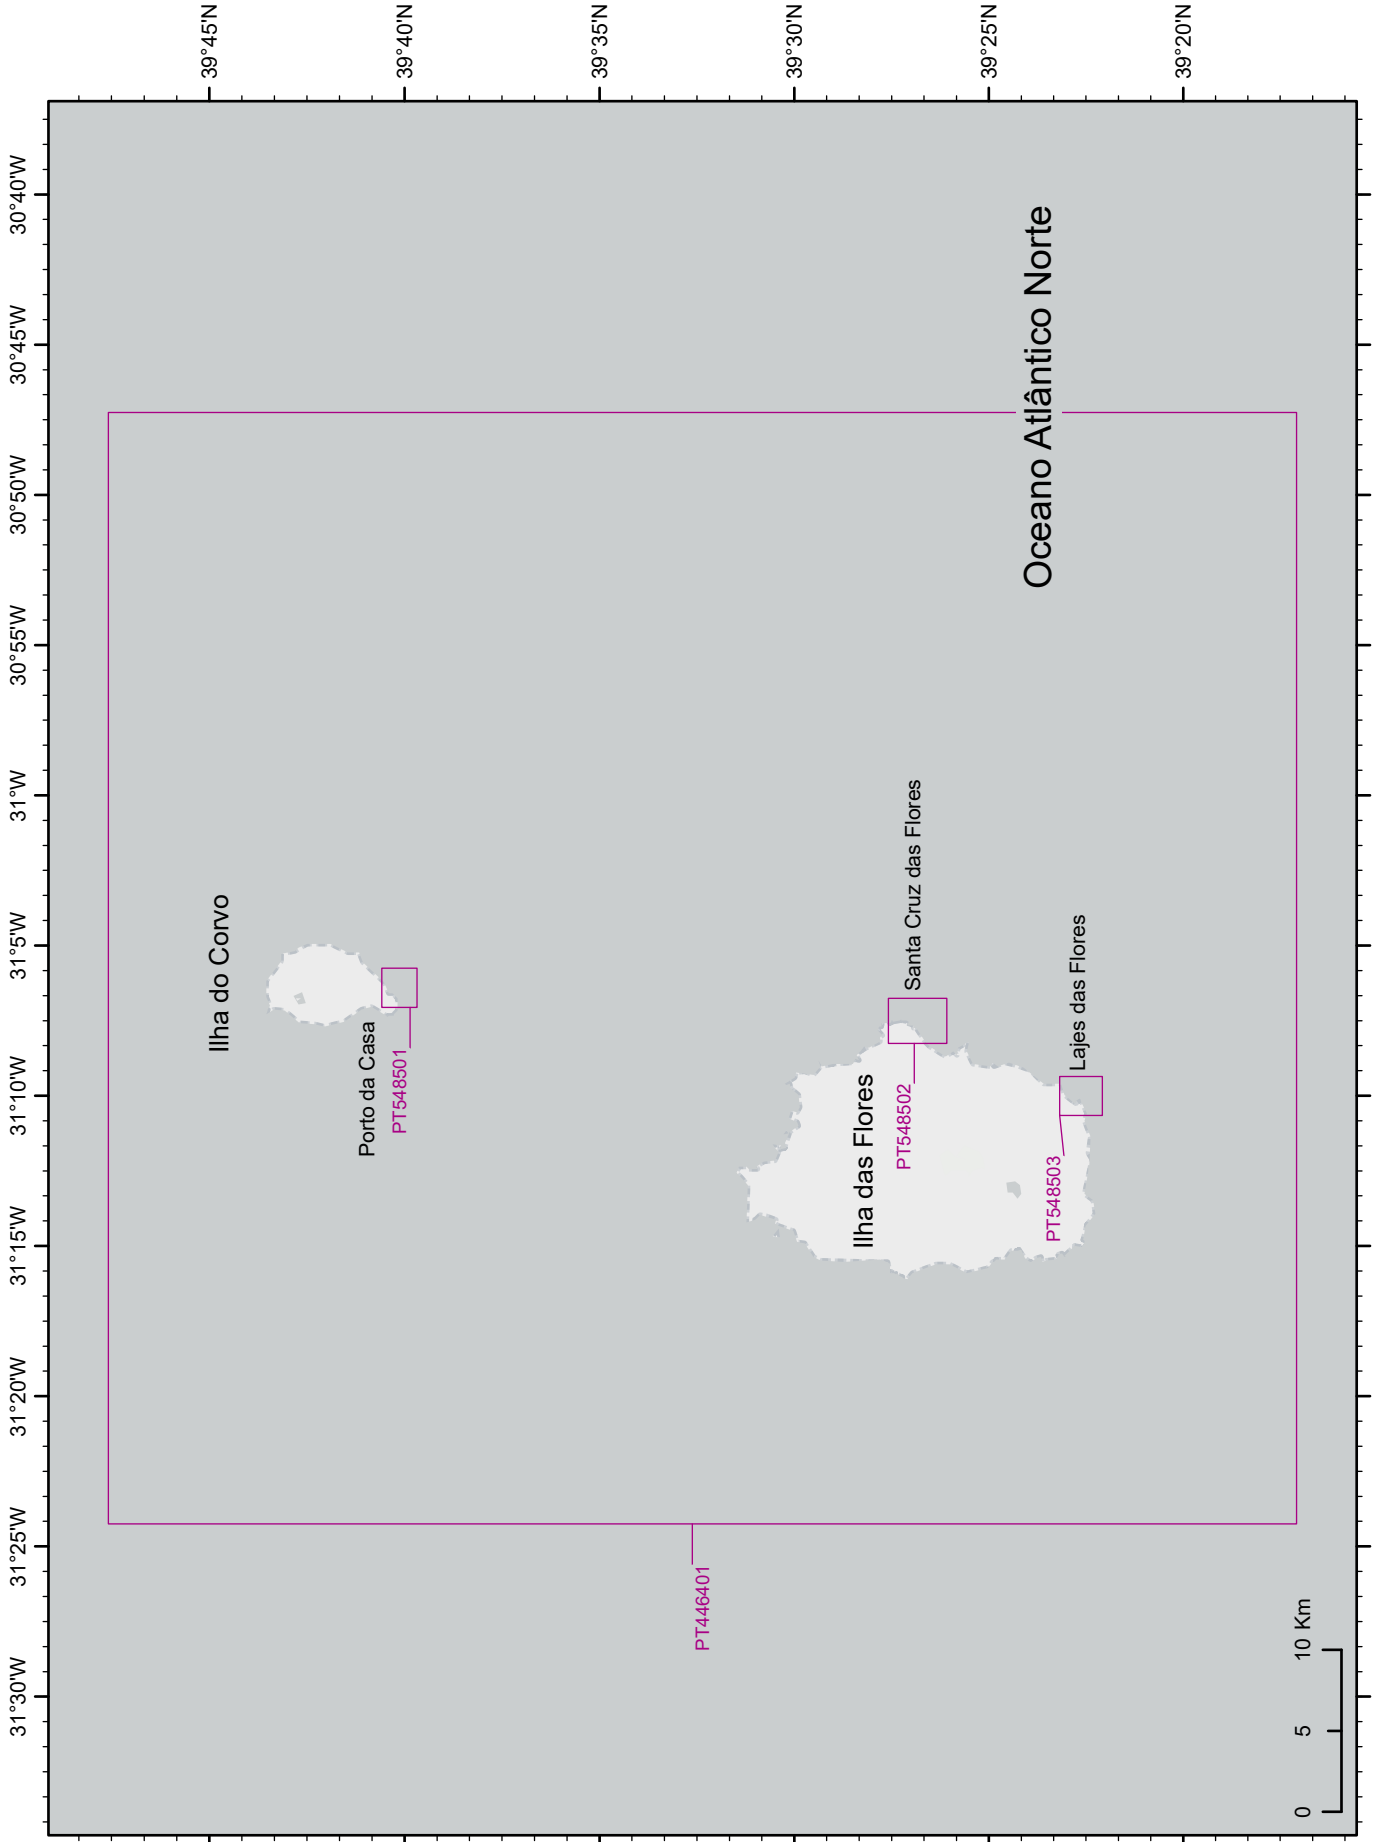 31°30'W
31°25'W
31°20'W
31°15'W
31°10'W
31°5'W
31°W
30°55'W
30°50'W
30°45'W
30°40'W
39°45'N
39°40'N
39°35'N
39°30'N
39°25'N
39°20'N
Ilha do Corvo
Porto da Casa
PT548501
PT446401
Ilha das Flores
PT548502
Santa Cruz das Flores
Oceano Atlântico Norte
PT548503
Lajes das Flores
0 5 10 Km